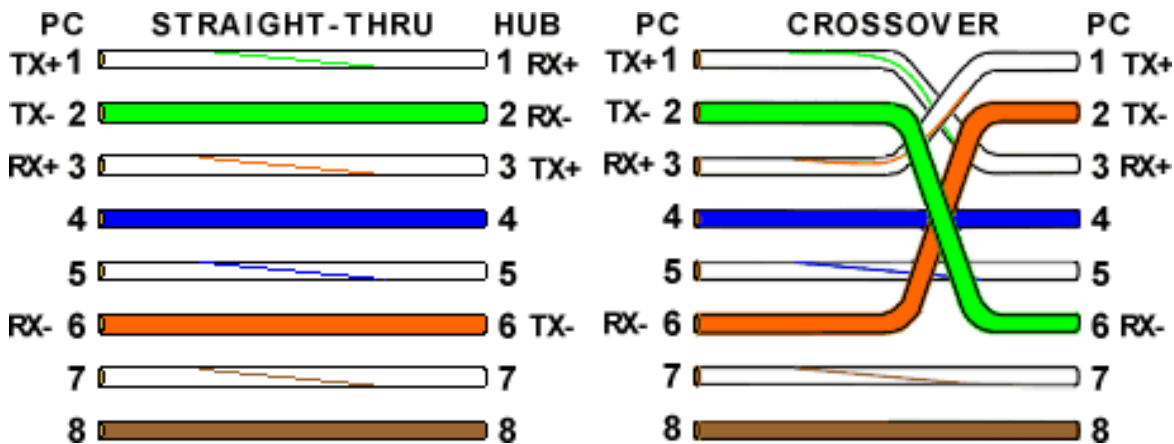 PC STRAIGHT-THRU HUB PC CROSSOVER PC
TX+ 1 1 RX+ TX+ 1 1 TX+
TX- 2 2 RX- TX- 2 2 TX-
RX+ 3 3 TX+ RX+ 3 3 RX+
4 4 4 4
5 5 5 5
RX- 6 6 TX- RX- 6 6 RX-
7 7 7 7
8 8 8 8